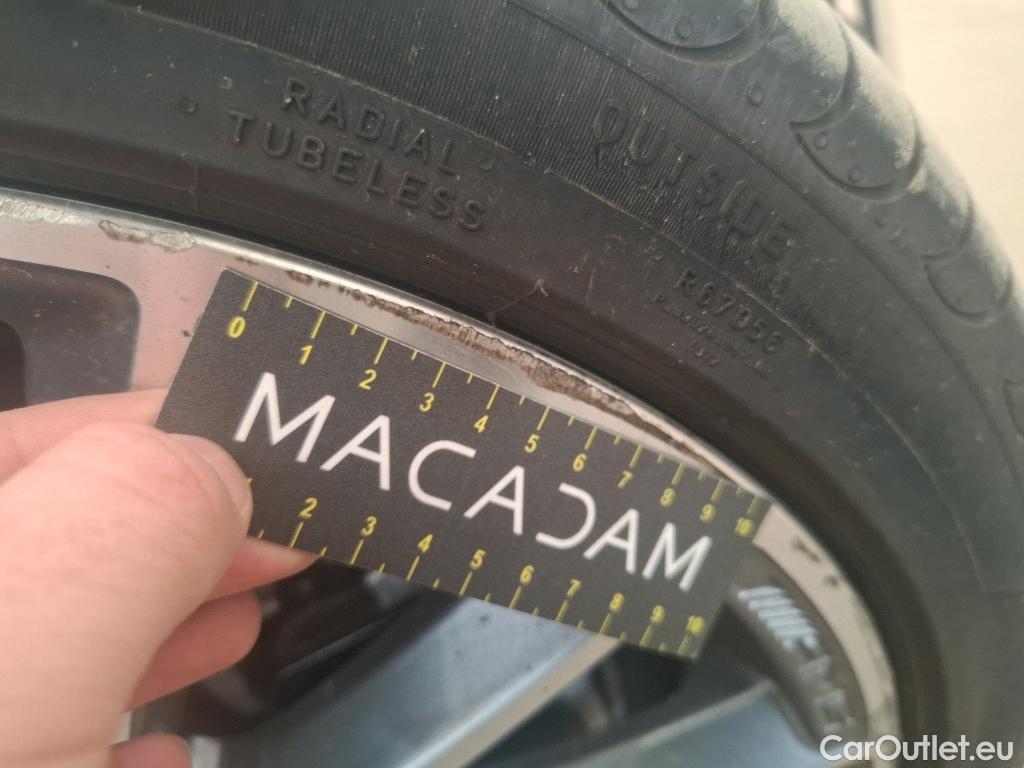 RADIAL
TUBELESS
OUTSIDE
R67956
0 1 2 3 4 5 6 7 8 9 10
MACADAM
2 3 4 5 6 7 8 9 10
CarOutlet.eu